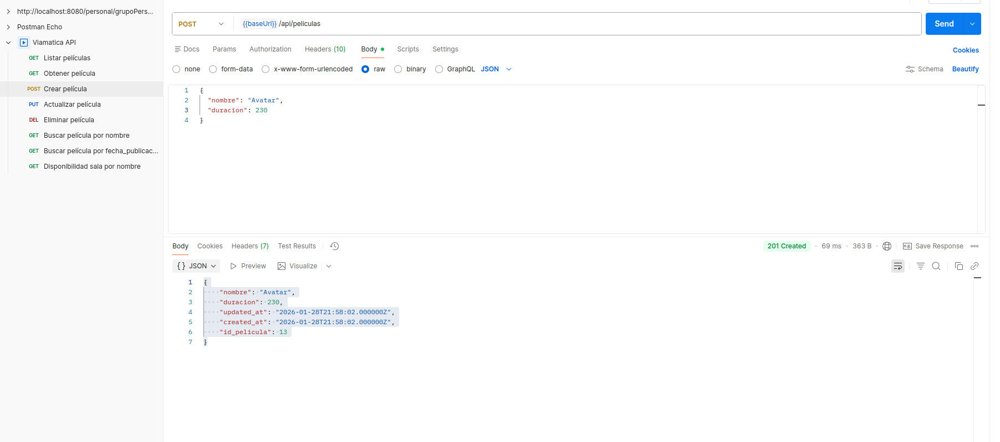 http://localhost:8080/personal/grupoPers...
Postman Echo
Viamatica API
GET Listar películas
GET Obtener película
POST Crear película
PUT Actualizar película
DEL Eliminar película
GET Buscar película por nombre
GET Buscar película por fecha_publicac...
GET Disponibilidad sala por nombre
POST {{baseUrl}} /api/peliculas Send
Docs Params Authorization Headers (10) Body Scripts Settings Cookies
none form-data x-www-form-urlencoded raw binary GraphQL JSON Schema Beautify
1 {
2 "nombre": "Avatar",
3 "duracion": 230
4 }
Body Cookies Headers (7) Test Results 201 Created • 69 ms • 363 B • e.g. Save Response
{} JSON Preview Visualize
1 {
2 ····"nombre":·"Avatar",
3 ····"duracion":·230,
4 ····"updated_at":·"2026-01-28T21:58:02.000000Z",
5 ····"created_at":·"2026-01-28T21:58:02.000000Z",
6 ····"id_pelicula":·13
7 }